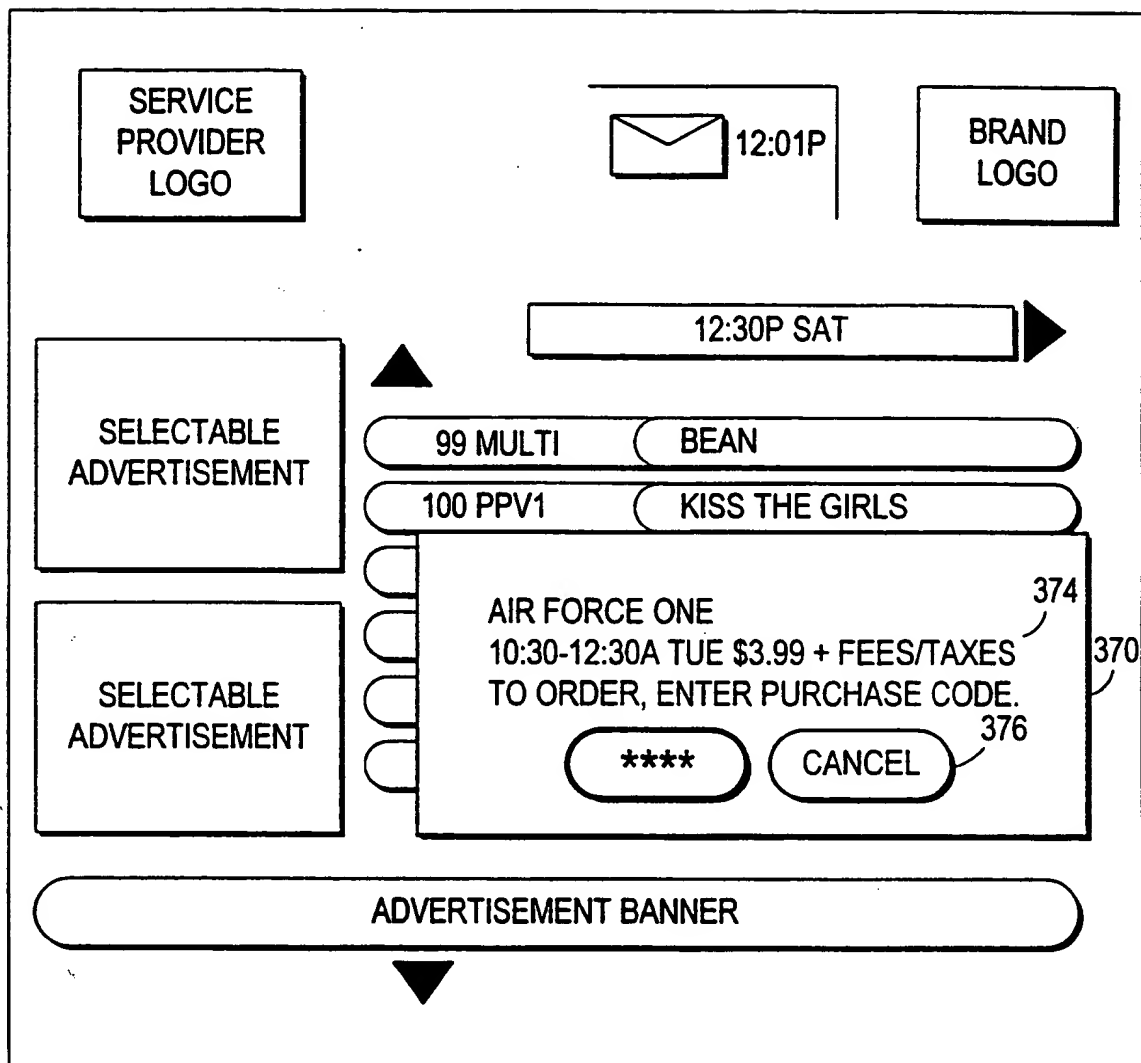 SERVICE
PROVIDER
LOGO
12:01P
BRAND
LOGO
12:30P SAT
SELECTABLE
ADVERTISEMENT
99 MULTI BEAN
100 PPV1 KISS THE GIRLS
AIR FORCE ONE
374
10:30-12:30A TUE $3.99 + FEES/TAXES
370
TO ORDER, ENTER PURCHASE CODE.
376
**** CANCEL
SELECTABLE
ADVERTISEMENT
ADVERTISEMENT BANNER